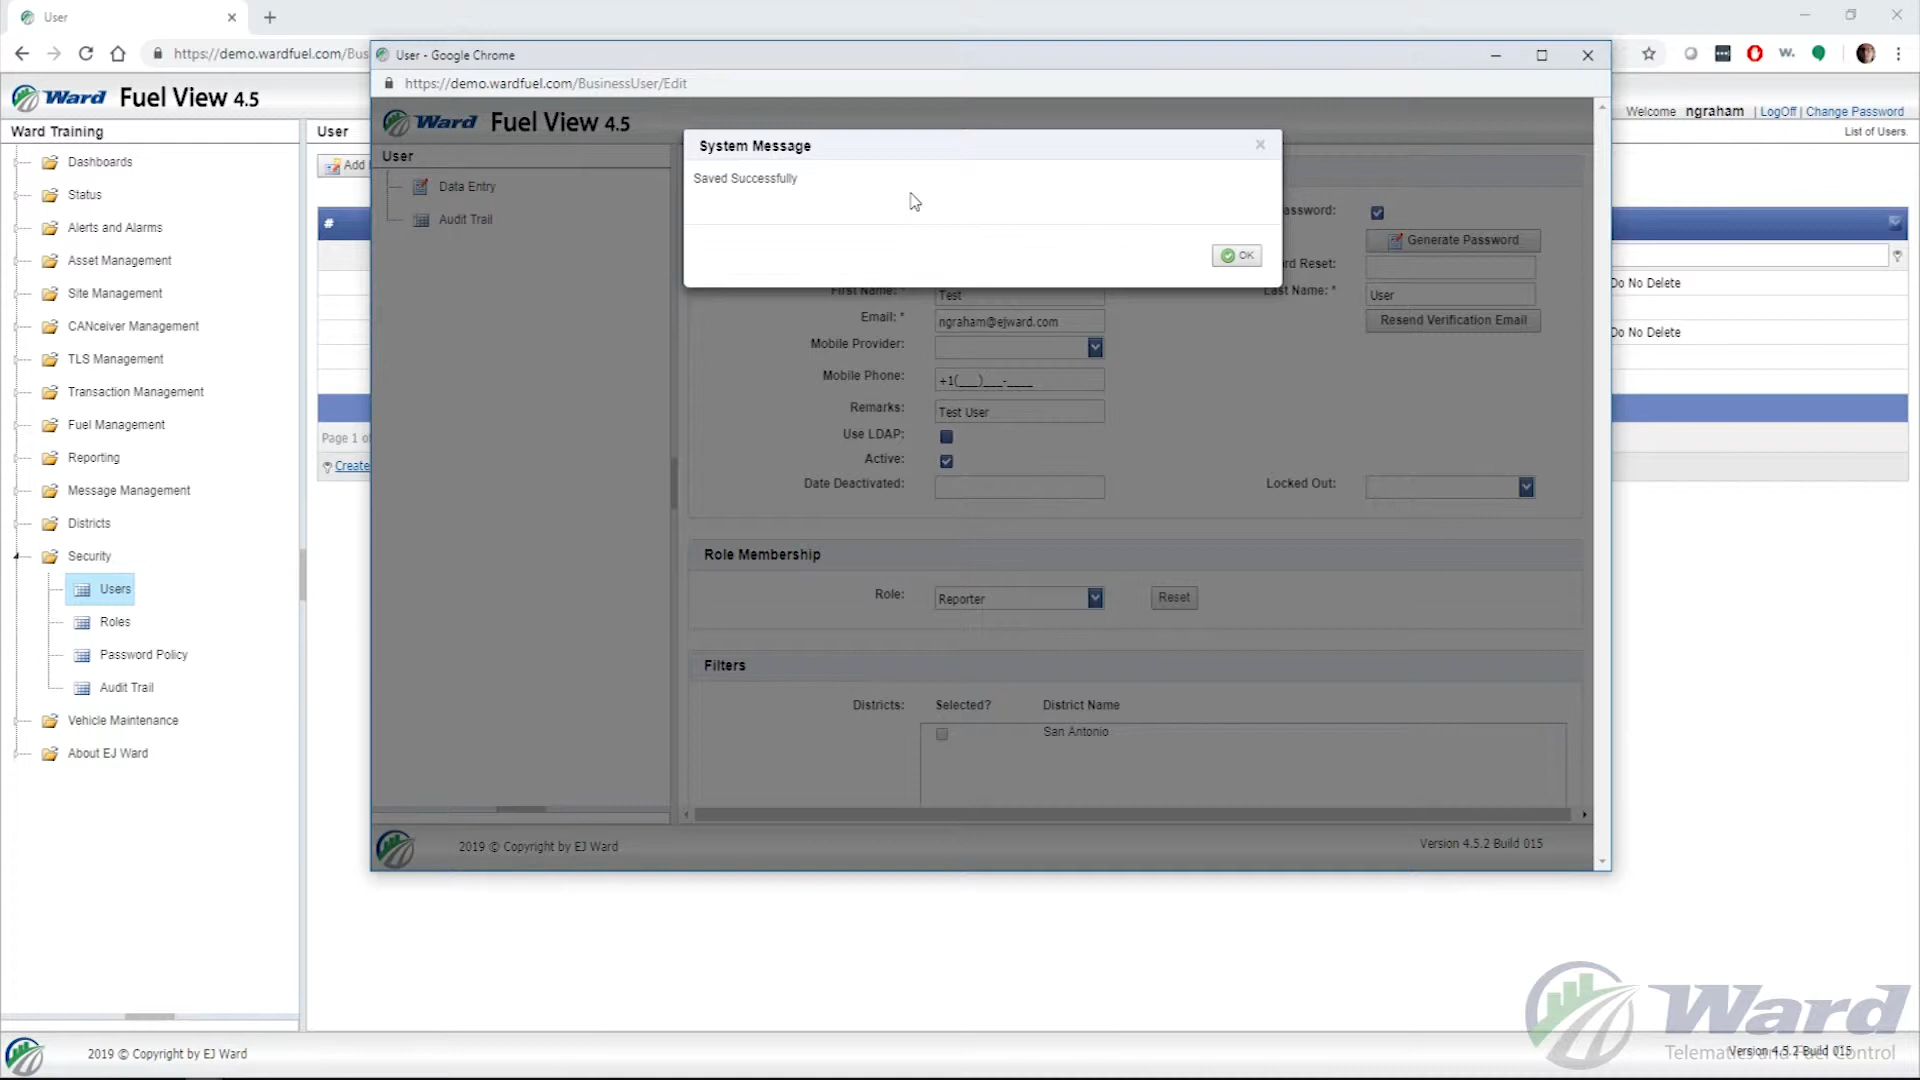 User
https://demo.wardfuel.com/Bus
User - Google Chrome
https://demo.wardfuel.com/BusinessUser/Edit
Ward Fuel View 4.5
Welcome ngraham | LogOff | Change Password
Ward Training
User
List of Users.
Dashboards
Status
Alerts and Alarms
Asset Management
Site Management
CANceiver Management
TLS Management
Transaction Management
Fuel Management
Reporting
Message Management
Districts
Security
Users
Roles
Password Policy
Audit Trail
Vehicle Maintenance
About EJ Ward
Add
#
Page 1 of
Create
Do No Delete
Do No Delete
Ward Fuel View 4.5
User
Data Entry
Audit Trail
System Message
Saved Successfully
OK
assword:
Generate Password
rd Reset:
First Name: * Test
Last Name: * User
Email: * ngraham@ejward.com
Resend Verification Email
Mobile Provider:
Mobile Phone: +1(___)___-____
Remarks: Test User
Use LDAP:
Active:
Date Deactivated:
Locked Out:
Role Membership
Role: Reporter
Reset
Filters
Districts: Selected? District Name
San Antonio
2019 © Copyright by EJ Ward
Version 4.5.2 Build 015
2019 © Copyright by EJ Ward
Version 4.5.2 Build 015
Ward
Telematics and Fuel Control